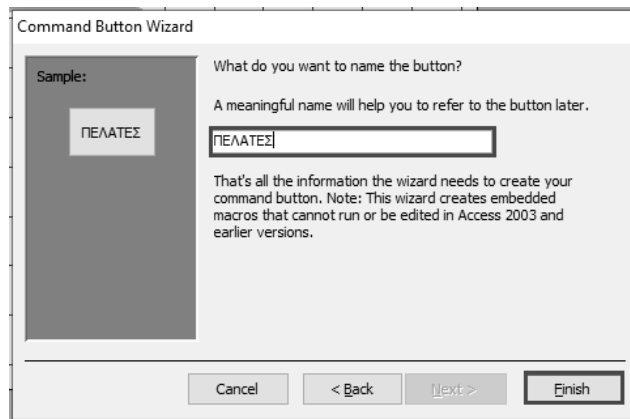 Command Button Wizard
Sample:
ΠΕΛΑΤΕΣ
What do you want to name the button?
A meaningful name will help you to refer to the button later.
ΠΕΛΑΤΕΣ
That's all the information the wizard needs to create your
command button. Note: This wizard creates embedded
macros that cannot run or be edited in Access 2003 and
earlier versions.
Cancel
< Back
Next >
Finish